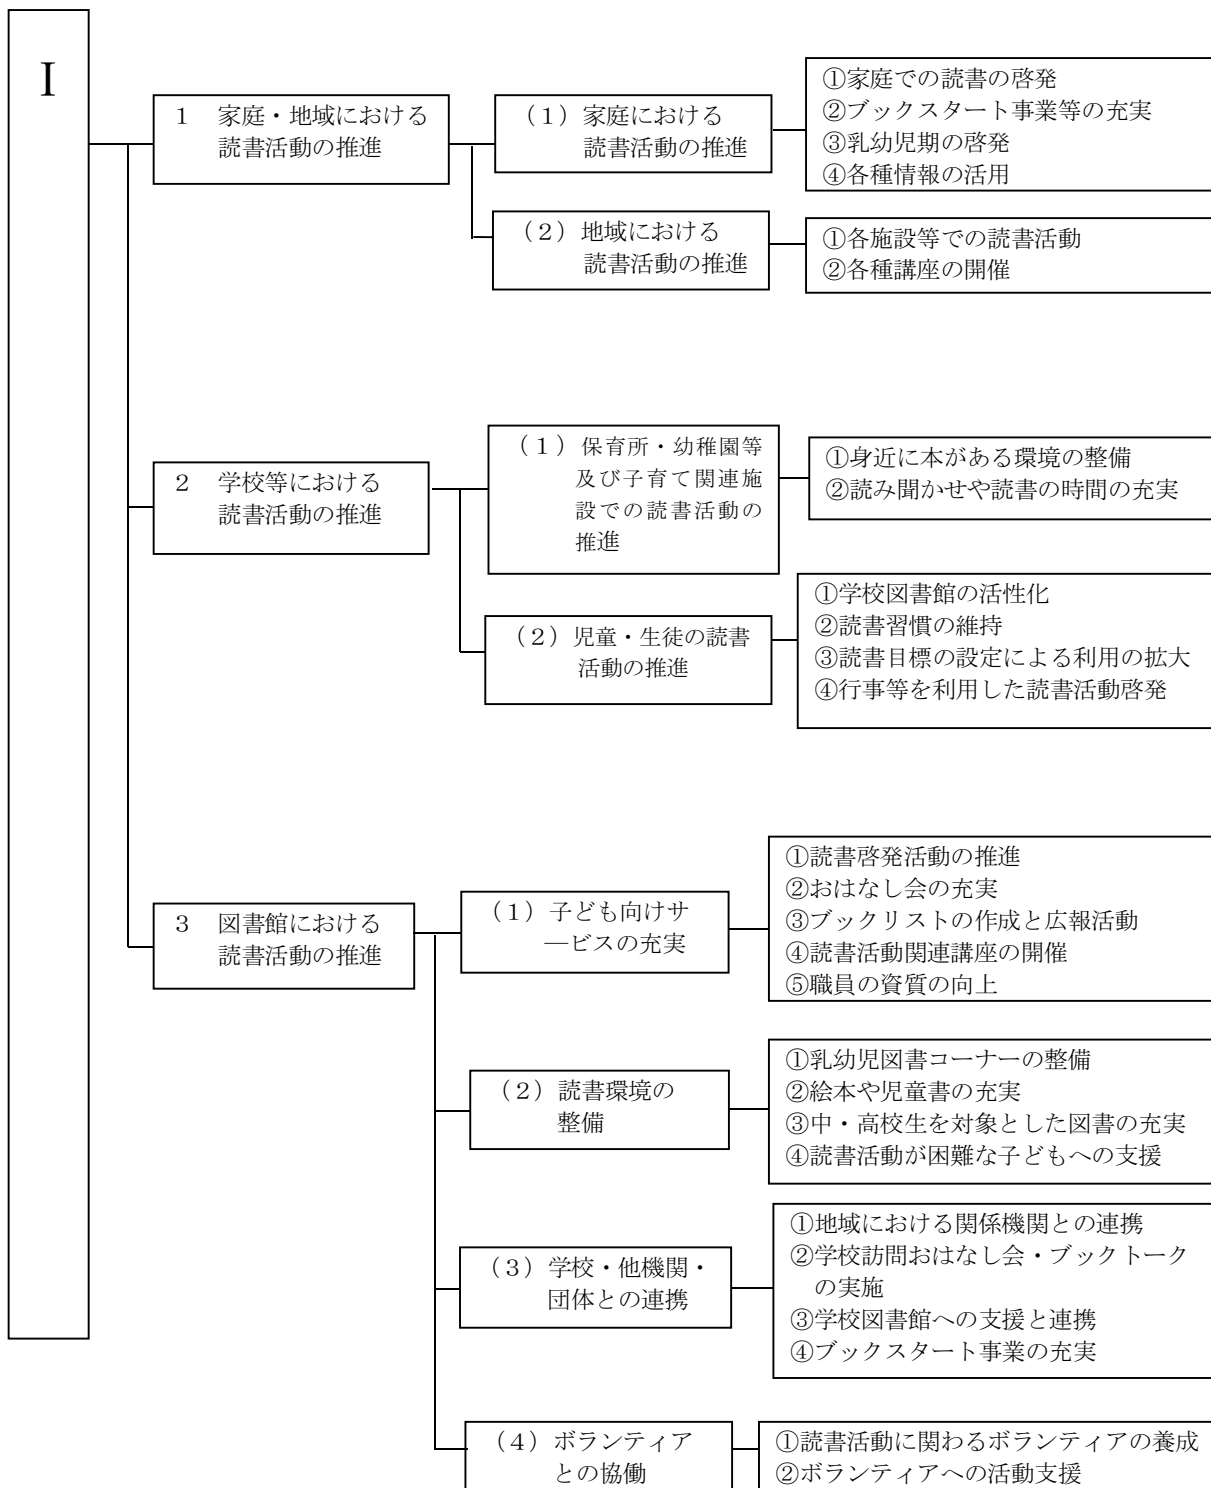 Ⅰ
1　家庭・地域における
読書活動の推進
(1)家庭における
読書活動の推進
①家庭での読書の啓発
②ブックスタート事業等の充実
③乳幼児期の啓発
④各種情報の活用
(2)地域における
読書活動の推進
①各施設等での読書活動
②各種講座の開催
2　学校等における
読書活動の推進
(1)保育所・幼稚園等
及び子育て関連施
設での読書活動の
推進
①身近に本がある環境の整備
②読み聞かせや読書の時間の充実
(2)児童・生徒の読書
活動の推進
①学校図書館の活性化
②読書習慣の維持
③読書目標の設定による利用の拡大
④行事等を利用した読書活動啓発
3　図書館における
読書活動の推進
(1)子ども向けサ
―ビスの充実
①読書啓発活動の推進
②おはなし会の充実
③ブックリストの作成と広報活動
④読書活動関連講座の開催
⑤職員の資質の向上
(2)読書環境の
整備
①乳幼児図書コーナーの整備
②絵本や児童書の充実
③中・高校生を対象とした図書の充実
④読書活動が困難な子どもへの支援
(3)学校・他機関・
団体との連携
①地域における関係機関との連携
②学校訪問おはなし会・ブックトーク
の実施
③学校図書館への支援と連携
④ブックスタート事業の充実
(4)ボランティア
との協働
①読書活動に関わるボランティアの養成
②ボランティアへの活動支援